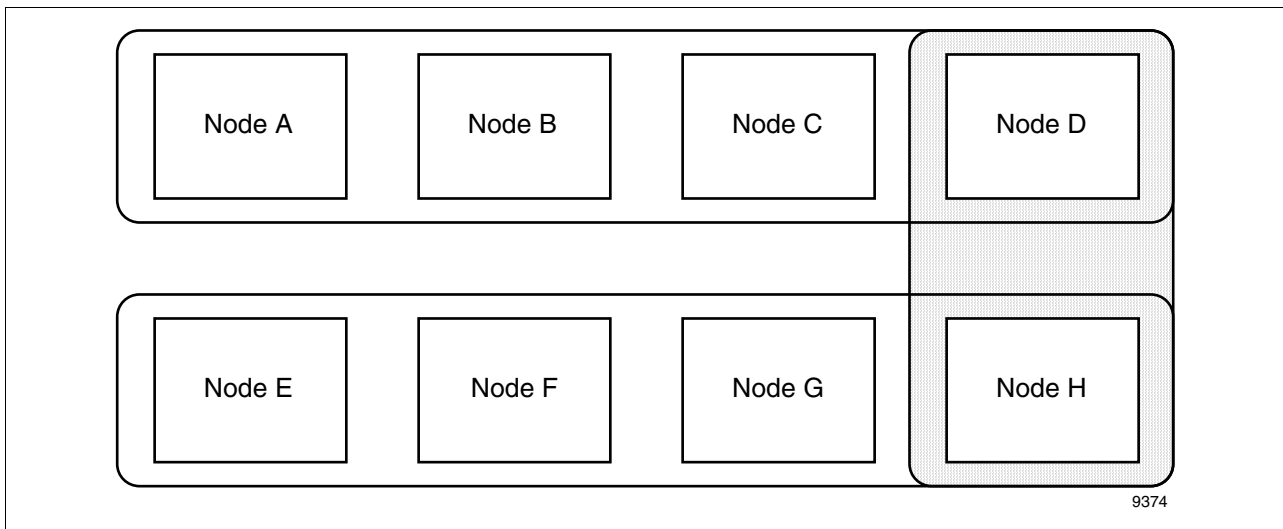 Node A
Node B
Node C
Node D
Node E
Node F
Node G
Node H
9374